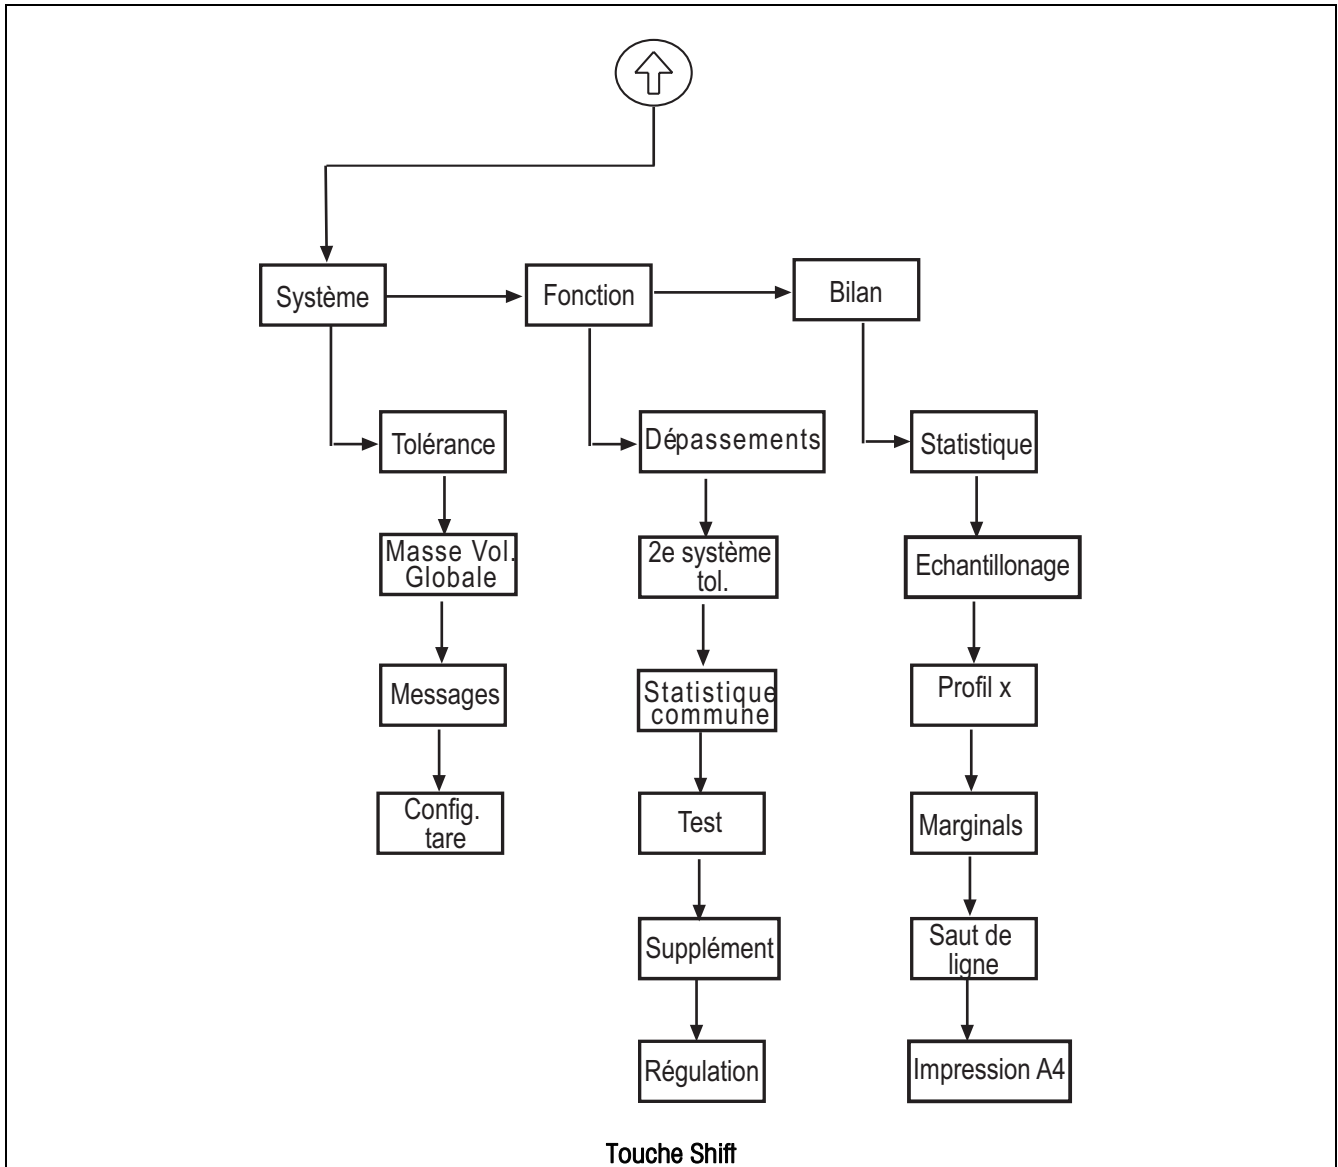 Système
Fonction
Bilan
Tolérance
Dépassements
Statistique
Masse Vol.
Globale
2e système
tol.
Echantillonage
Messages
Statistique
commune
Profil x
Config.
tare
Test
Marginals
Supplément
Saut de
ligne
Régulation
Impression A4
Touche Shift